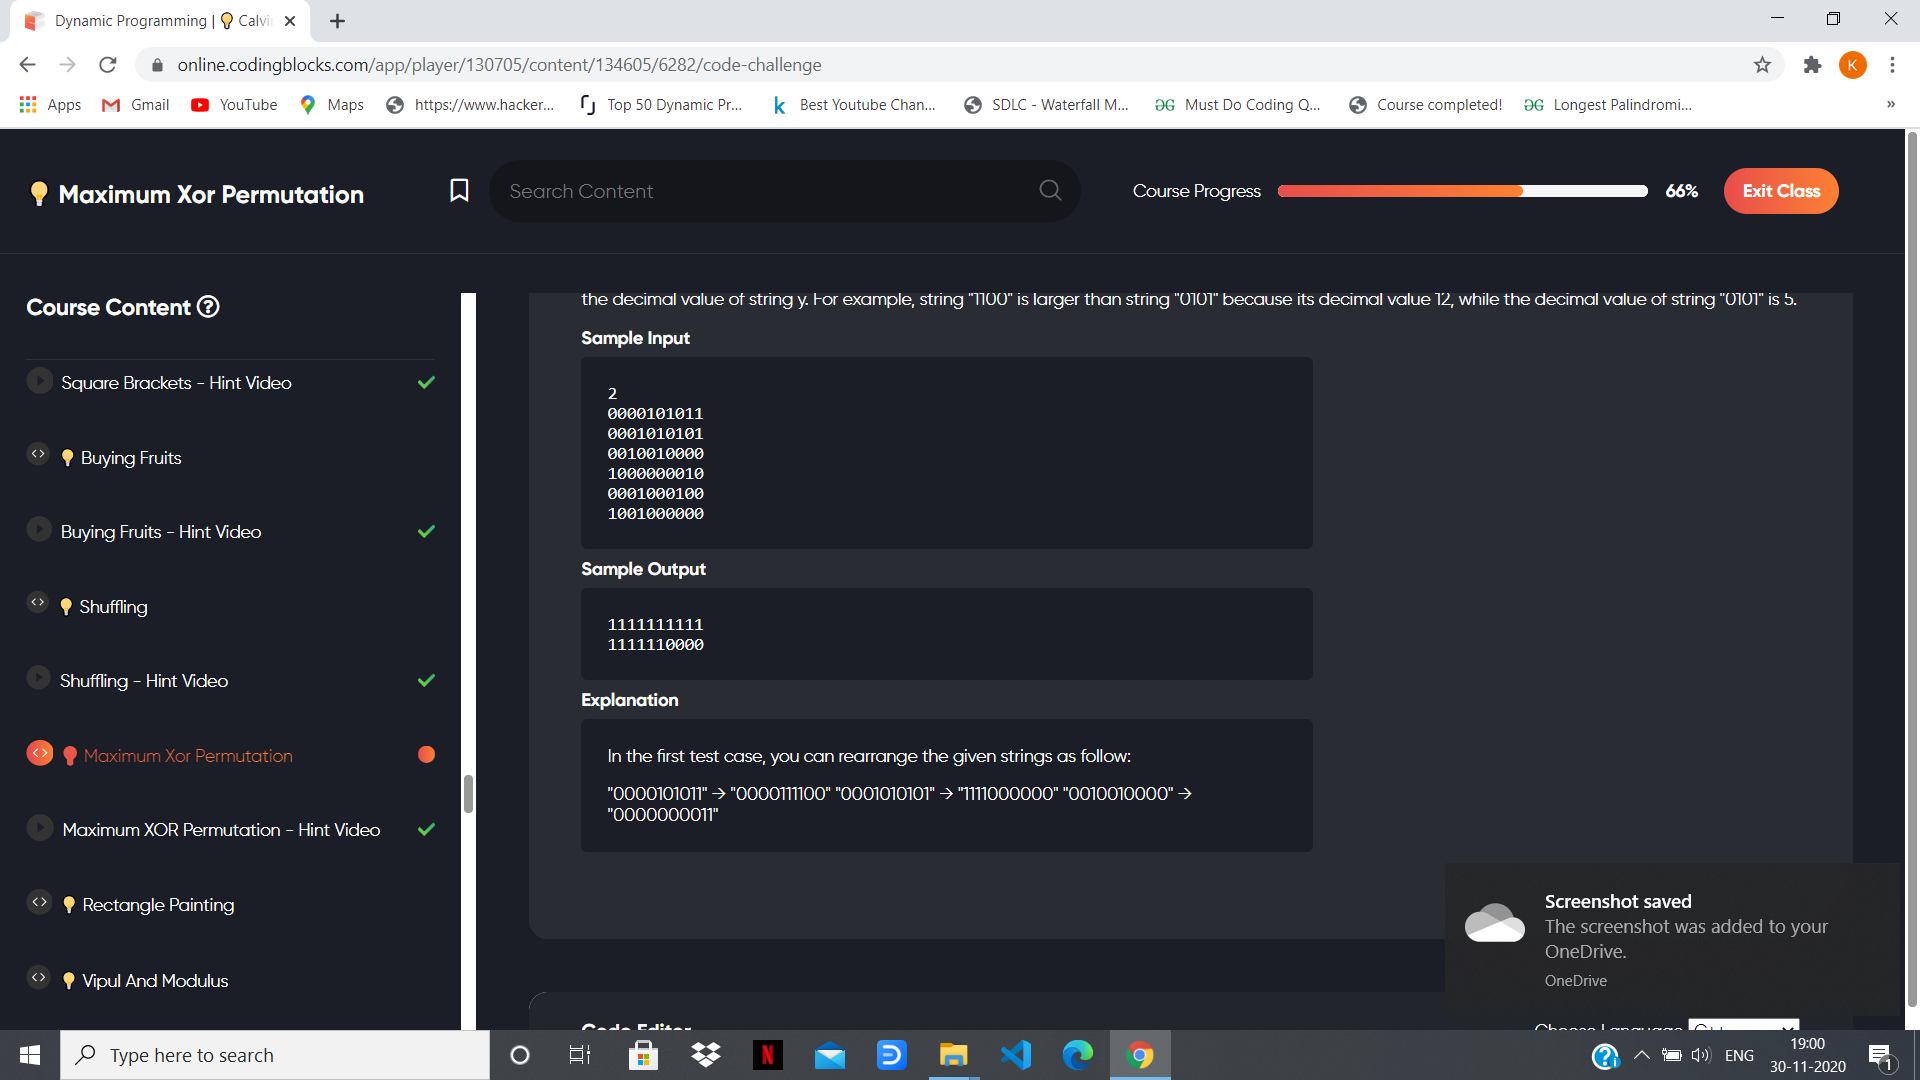 Dynamic Programming | Calvi
online.codingblocks.com/app/player/130705/content/134605/6282/code-challenge
K
Apps
Gmail
YouTube
Maps
https://www.hacker...
Top 50 Dynamic Pr...
Best Youtube Chan...
SDLC - Waterfall M...
Must Do Coding Q...
Course completed!
Longest Palindromi...
»
Maximum Xor Permutation
Search Content
Course Progress
66%
Exit Class
Course Content
Square Brackets - Hint Video
Buying Fruits
Buying Fruits - Hint Video
Shuffling
Shuffling - Hint Video
Maximum Xor Permutation
Maximum XOR Permutation - Hint Video
Rectangle Painting
Vipul And Modulus
the decimal value of string y. For example, string "1100" is larger than string "0101" because its decimal value 12, while the decimal value of string "0101" is 5.
Sample Input
2
0000101011
0001010101
0010010000
1000000010
0001000100
1001000000
Sample Output
1111111111
1111110000
Explanation
In the first test case, you can rearrange the given strings as follow:
"0000101011" → "0000111100" "0001010101" → "1111000000" "0010010000" →
"0000000011"
Screenshot saved
The screenshot was added to your
OneDrive.
OneDrive
Code Editor
Choose Language
Type here to search
ENG
19:00
30-11-2020
1